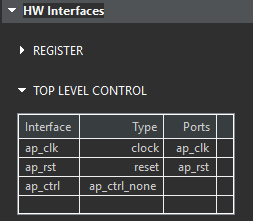 HW Interfaces
REGISTER
TOP LEVEL CONTROL
Interface Type Ports
ap_clk clock ap_clk
ap_rst reset ap_rst
ap_ctrl ap_ctrl_none